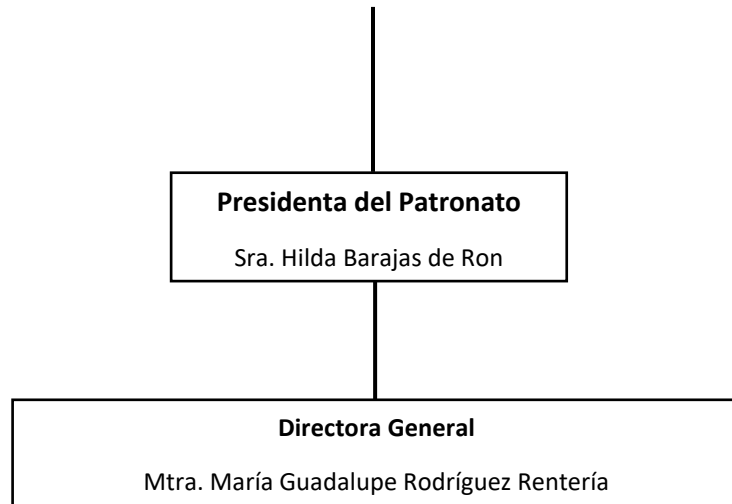 Presidenta del Patronato
Sra. Hilda Barajas de Ron
Directora General
Mtra. María Guadalupe Rodríguez Rentería